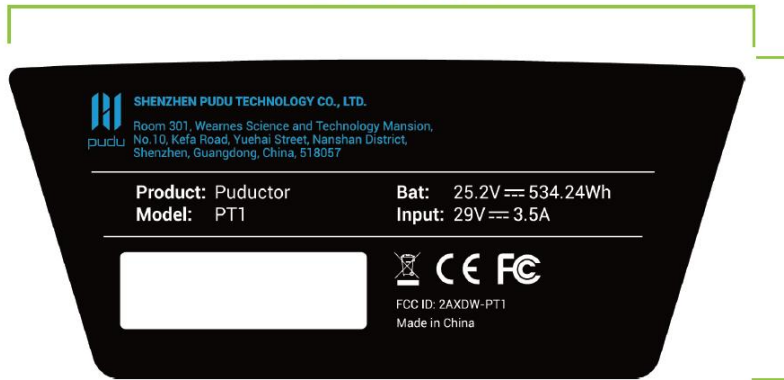 SHENZHEN PUDU TECHNOLOGY CO., LTD.
Room 301, Wearnes Science and Technology Mansion,
No.10, Kefa Road, Yuehai Street, Nanshan District,
Shenzhen, Guangdong, China, 518057
pudu
Product: Puductor
Model: PT1
Bat: 25.2V⎓534.24Wh
Input: 29V⎓3.5A
CE FC
FCC ID: 2AXDW-PT1
Made in China